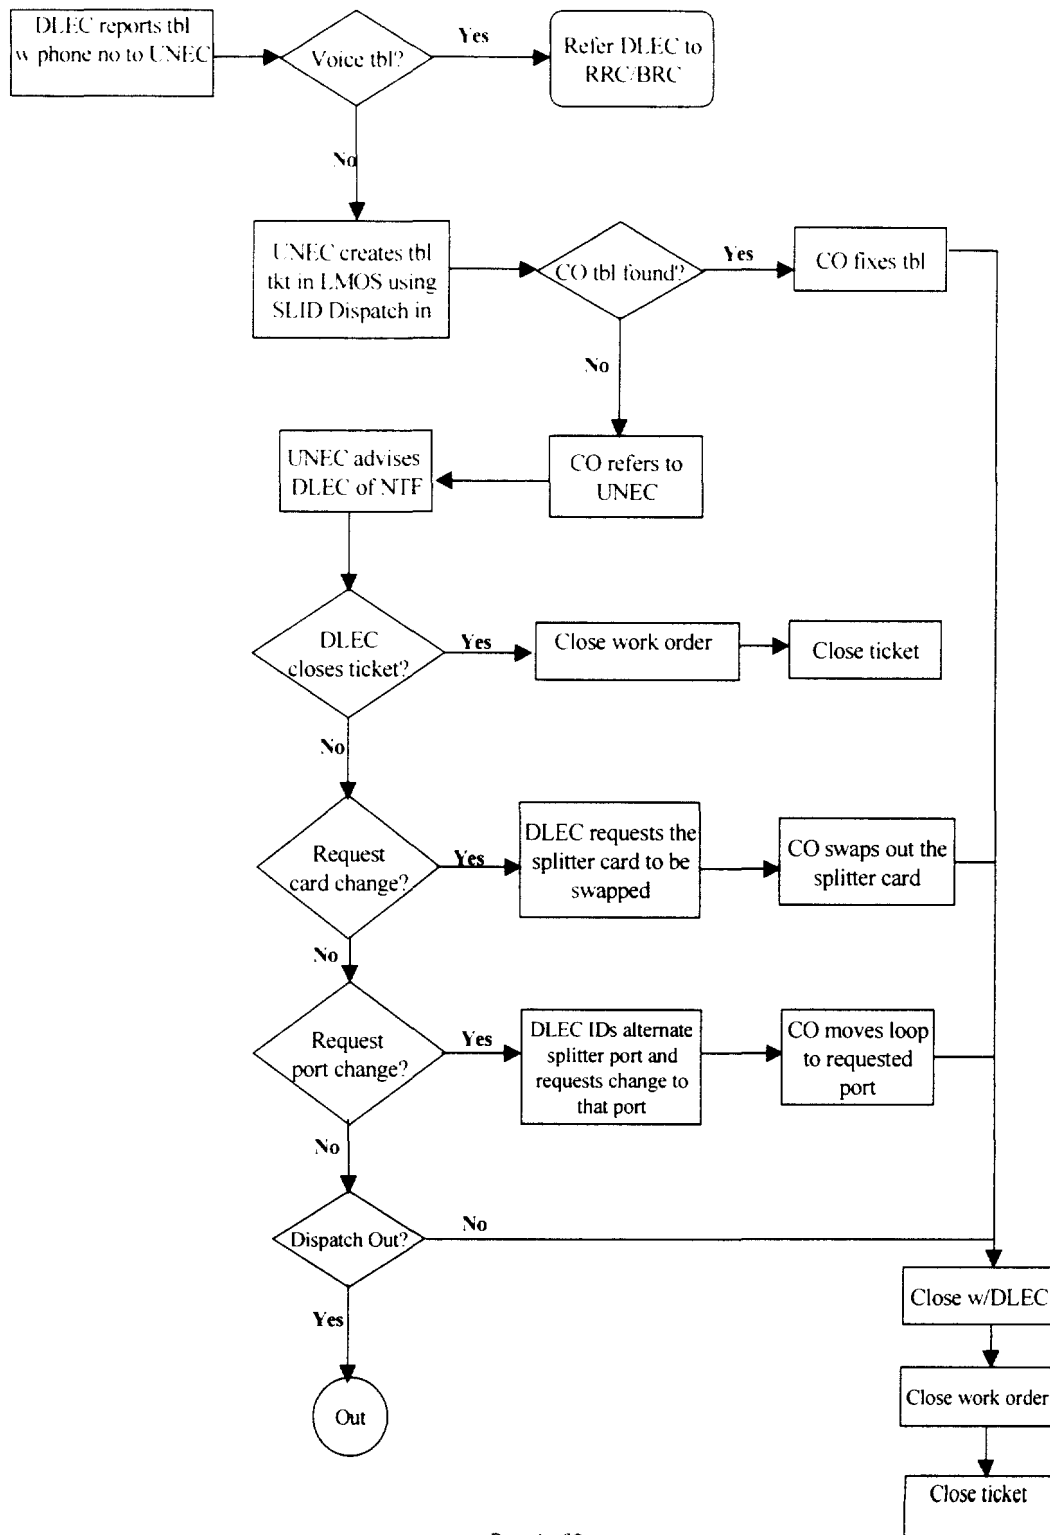 DLEC reports tbl
w phone no to UNEC
Voice tbl?
Yes
Refer DLEC to
RRC/BRC
No
UNEC creates tbl
tkt in LMOS using
SLID Dispatch in
CO tbl found?
Yes
CO fixes tbl
No
UNEC advises
DLEC of NTF
CO refers to
UNEC
DLEC
closes ticket?
Yes
Close work order
Close ticket
No
Request
card change?
Yes
DLEC requests the
splitter card to be
swapped
CO swaps out the
splitter card
No
Request
port change?
Yes
DLEC IDs alternate
splitter port and
requests change to
that port
CO moves loop
to requested
port
No
Dispatch Out?
No
Close w/DLEC
Yes
Close work order
Out
Close ticket